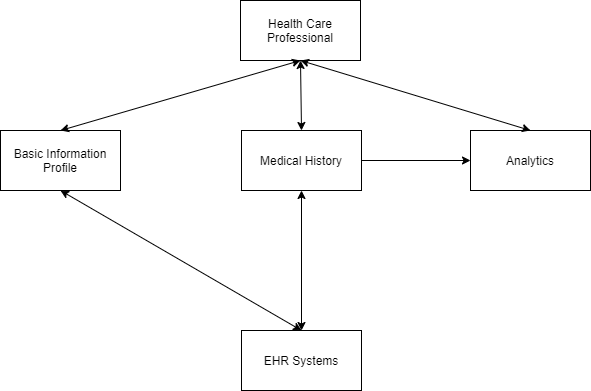 Health Care
Professional
Basic Information
Profile
Medical History
Analytics
EHR Systems